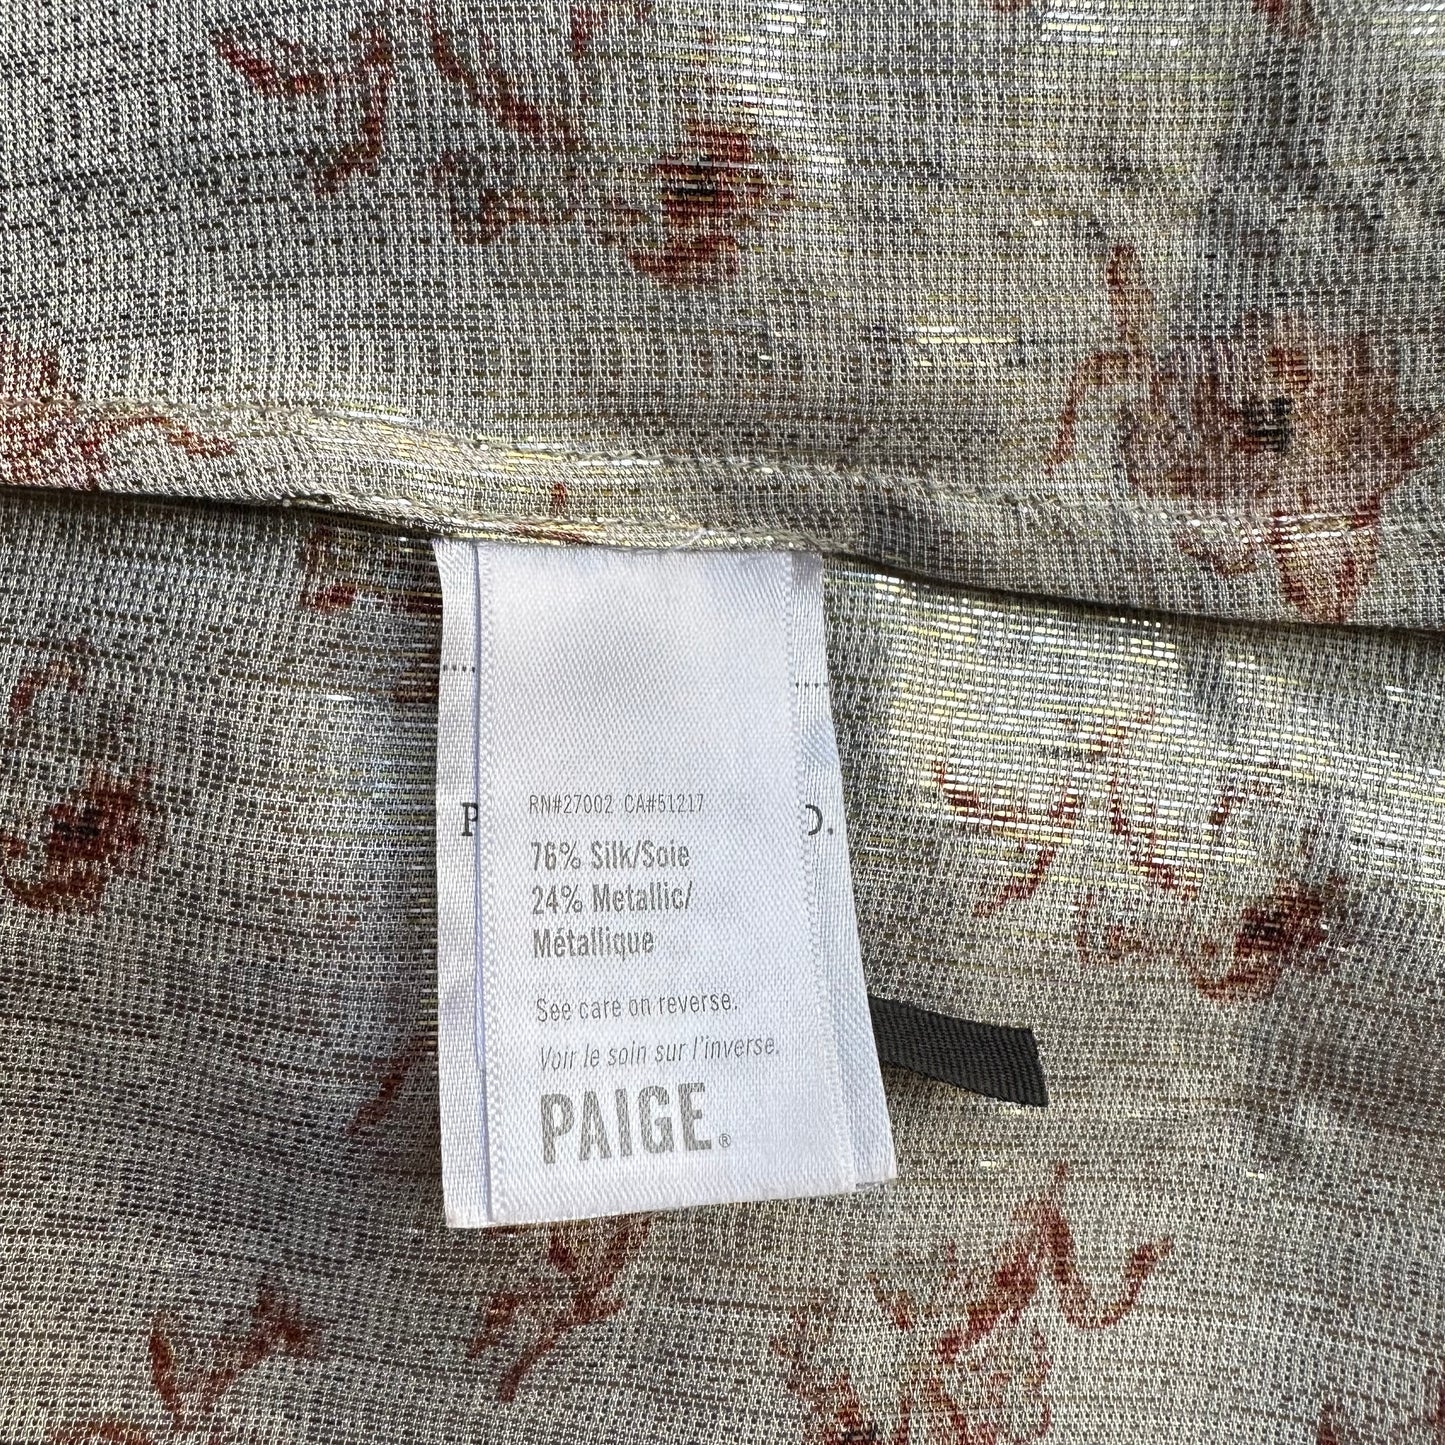 RN#27002 CA#51217
76% Silk/Soie
24% Metallic/
Métallique
See care on reverse.
Voir le soin sur l'inverse.
PAIGE®